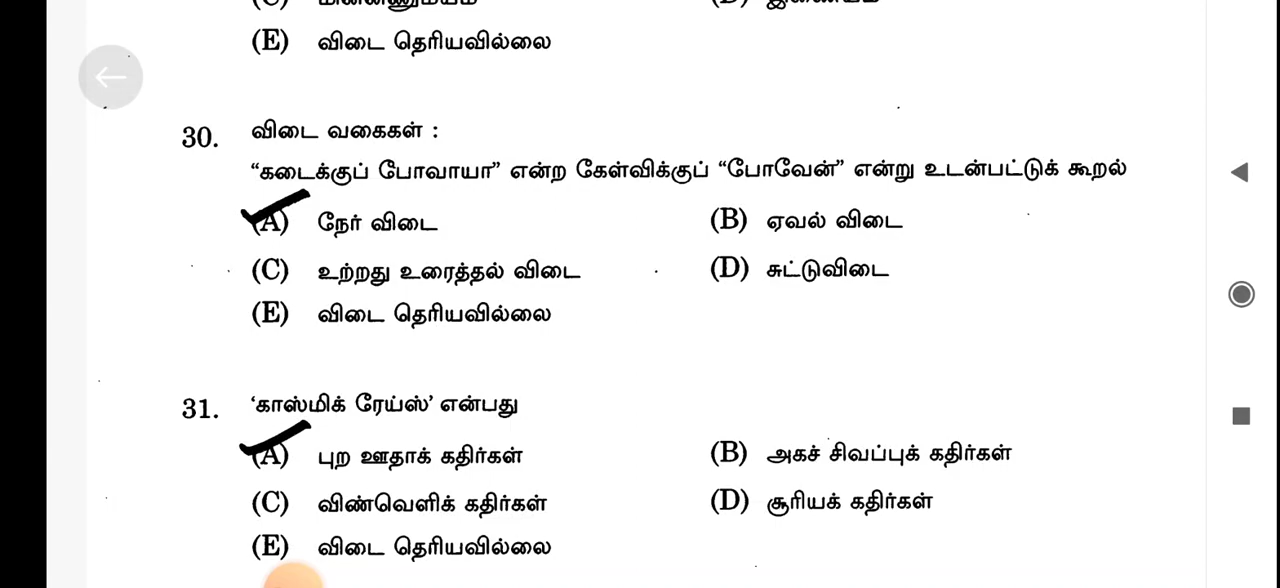 (E) விடை தெரியவில்லை
30. விடை வகைகள் :
“கடைக்குப் போவாயா” என்ற கேள்விக்குப் “போவேன்” என்று உடன்பட்டுக் கூறல்
(A) நேர் விடை (B) ஏவல் விடை
(C) உற்றது உரைத்தல் விடை (D) சுட்டுவிடை
(E) விடை தெரியவில்லை
31. ‘காஸ்மிக் ரேய்ஸ்’ என்பது
(A) புற ஊதாக் கதிர்கள் (B) அகச் சிவப்புக் கதிர்கள்
(C) விண்வெளிக் கதிர்கள் (D) சூரியக் கதிர்கள்
(E) விடை தெரியவில்லை